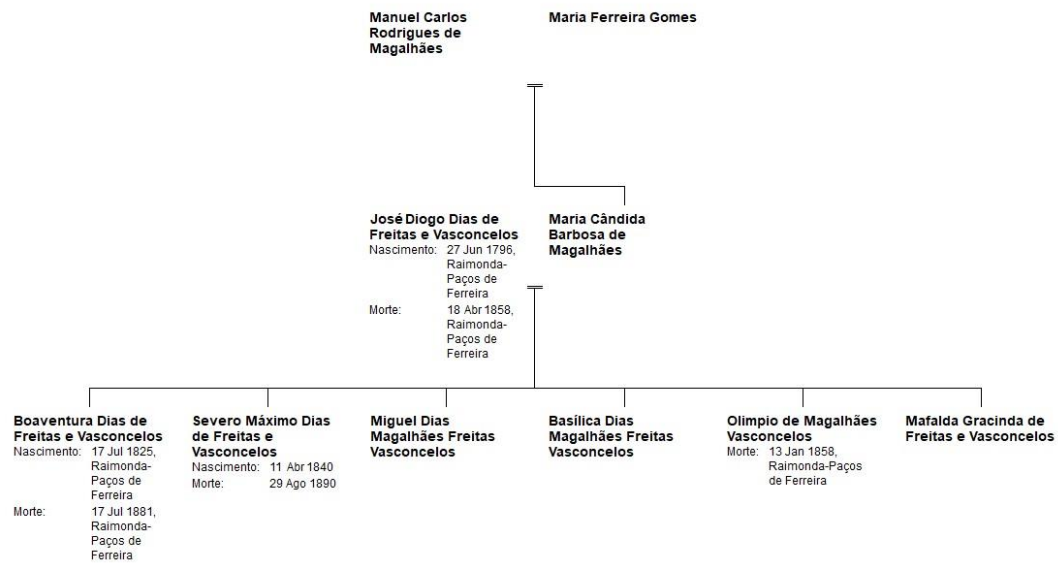 Manuel Carlos
Rodrigues de
Magalhães
Maria Ferreira Gomes
José Diogo Dias de
Freitas e Vasconcelos
Nascimento: 27 Jun 1796,
Raimonda-
Paços de
Ferreira
Morte: 18 Abr 1858,
Raimonda-
Paços de
Ferreira
Maria Cândida
Barbosa de
Magalhães
Boaventura Dias de
Freitas e Vasconcelos
Nascimento: 17 Jul 1825,
Raimonda-
Paços de
Ferreira
Morte: 17 Jul 1881,
Raimonda-
Paços de
Ferreira
Severo Máximo Dias
de Freitas e
Vasconcelos
Nascimento: 11 Abr 1840
Morte: 29 Ago 1890
Miguel Dias
Magalhães Freitas
Vasconcelos
Basílica Dias
Magalhães Freitas
Vasconcelos
Olimpio de Magalhães
Vasconcelos
Morte: 13 Jan 1858,
Raimonda-Paços
de Ferreira
Mafalda Gracinda de
Freitas e Vasconcelos